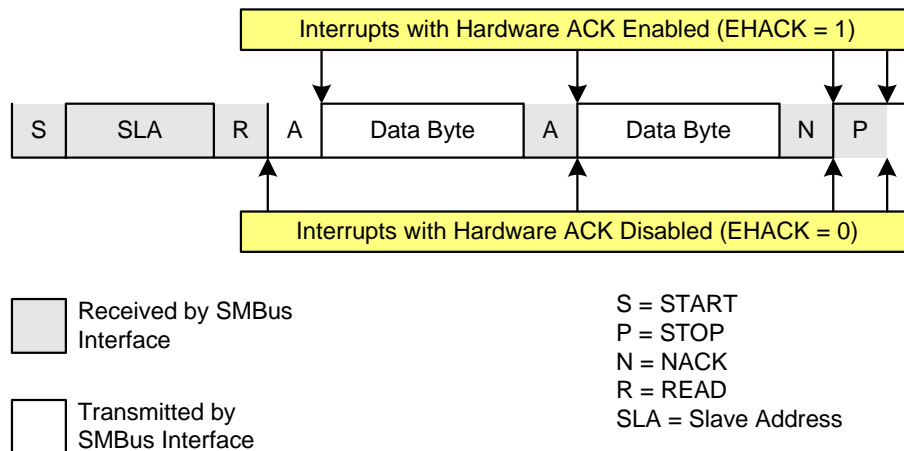 Interrupts with Hardware ACK Enabled (EHACK = 1)
S SLA R A Data Byte A Data Byte N P
Interrupts with Hardware ACK Disabled (EHACK = 0)
Received by SMBus
Interface
Transmitted by
SMBus Interface
S = START
P = STOP
N = NACK
R = READ
SLA = Slave Address